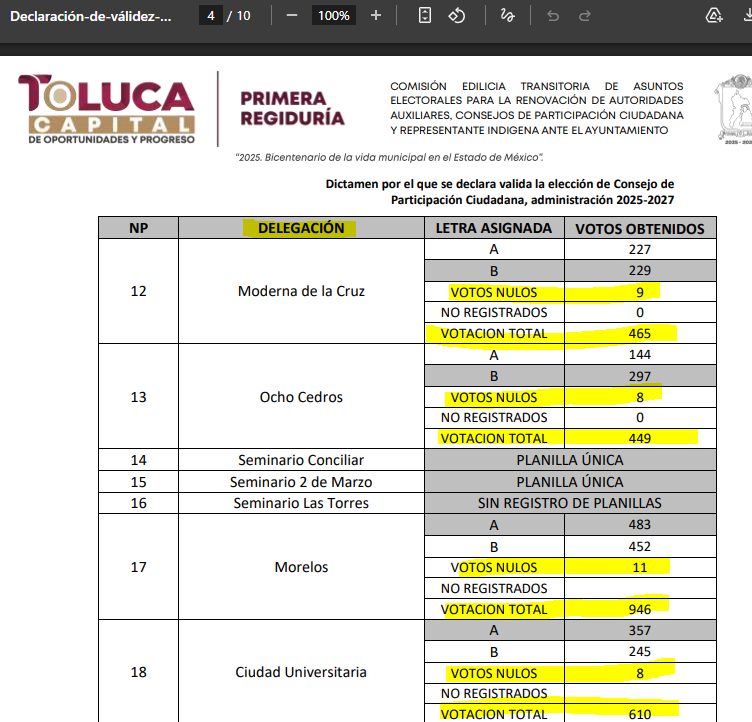 Declaración-de-válidez-... 4 / 10 100%
TOLUCA
CAPITAL
DE OPORTUNIDADES Y PROGRESO
PRIMERA
REGIDURÍA
COMISIÓN EDILICIA TRANSITORIA DE ASUNTOS
ELECTORALES PARA LA RENOVACIÓN DE AUTORIDADES
AUXILIARES, CONSEJOS DE PARTICIPACIÓN CIUDADANA
Y REPRESENTANTE INDIGENA ANTE EL AYUNTAMIENTO
"2025. Bicentenario de la vida municipal en el Estado de México".
Dictamen por el que se declara valida la elección de Consejo de
Participación Ciudadana, administración 2025-2027
NP DELEGACIÓN LETRA ASIGNADA VOTOS OBTENIDOS
12 Moderna de la Cruz
A 227
B 229
VOTOS NULOS 9
NO REGISTRADOS 0
VOTACION TOTAL 465
13 Ocho Cedros
A 144
B 297
VOTOS NULOS 8
NO REGISTRADOS 0
VOTACION TOTAL 449
14 Seminario Conciliar PLANILLA ÚNICA
15 Seminario 2 de Marzo PLANILLA ÚNICA
16 Seminario Las Torres SIN REGISTRO DE PLANILLAS
17 Morelos
A 483
B 452
VOTOS NULOS 11
NO REGISTRADOS
VOTACION TOTAL 946
18 Ciudad Universitaria
A 357
B 245
VOTOS NULOS 8
NO REGISTRADOS
VOTACION TOTAL 610